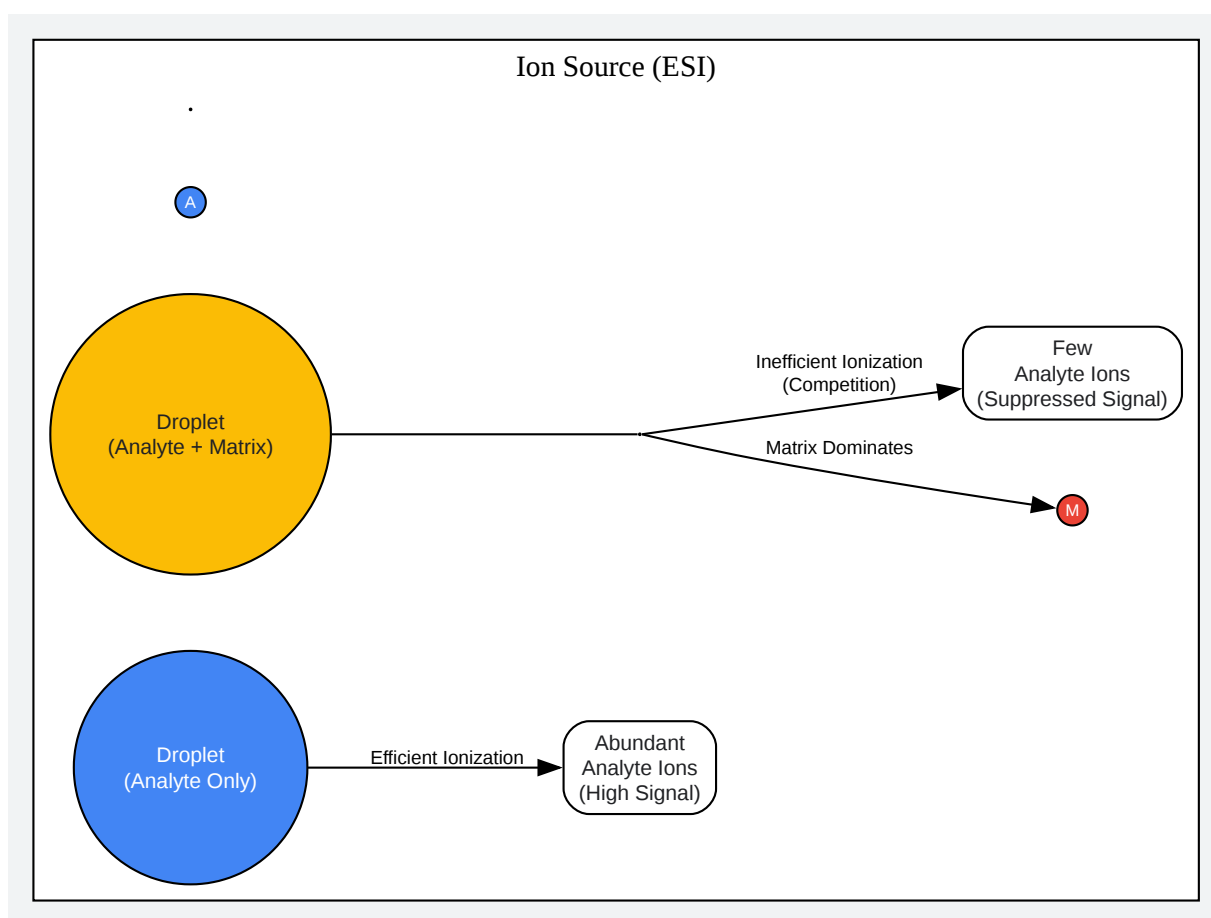 Ion Source (ESI)
A
Droplet
(Analyte + Matrix)
Inefficient Ionization
(Competition)
Few
Analyte Ions
(Suppressed Signal)
Matrix Dominates
M
Droplet
(Analyte Only)
Efficient Ionization
Abundant
Analyte Ions
(High Signal)